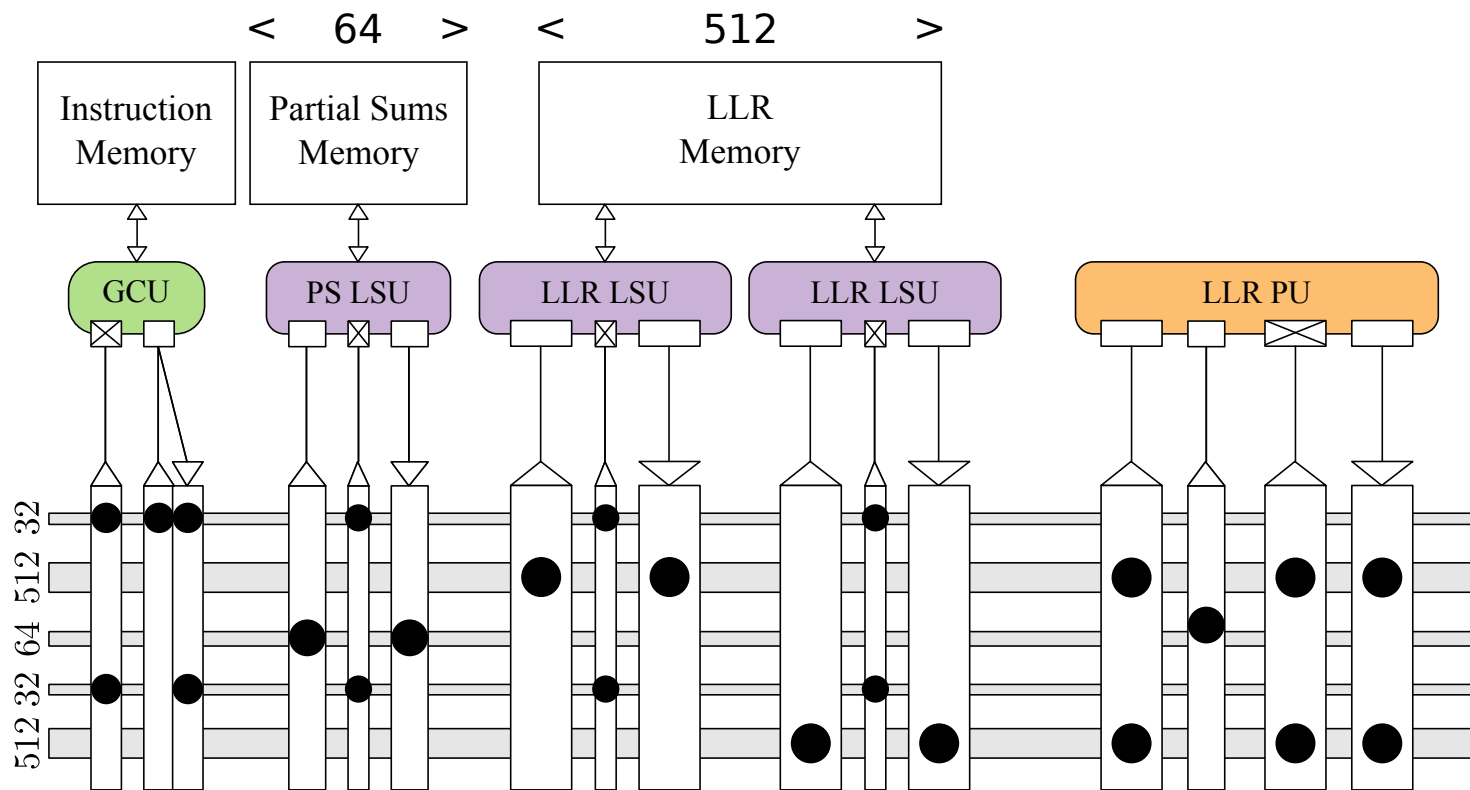 < 64 >
< 512 >
Instruction
Memory
Partial Sums
Memory
LLR
Memory
GCU
PS LSU
LLR LSU
LLR LSU
LLR PU
32
512
64
32
512